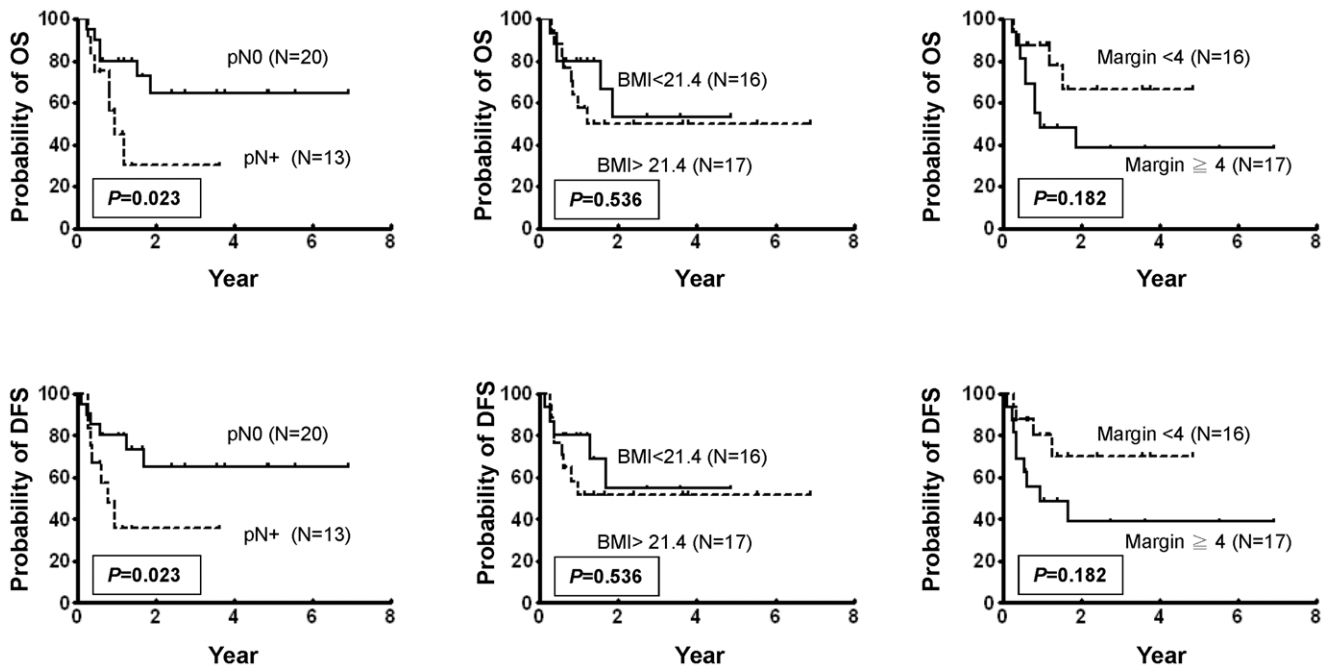 Probability of OS
100
80
60
40
20
0
pN0 (N=20)
pN+ (N=13)
P=0.023
0 2 4 6 8
Year
Probability of OS
100
80
60
40
20
0
BMI<21.4 (N=16)
BMI> 21.4 (N=17)
P=0.536
0 2 4 6 8
Year
Probability of OS
100
80
60
40
20
0
Margin <4 (N=16)
Margin ≧ 4 (N=17)
P=0.182
0 2 4 6 8
Year
Probability of DFS
100
80
60
40
20
0
pN0 (N=20)
pN+ (N=13)
P=0.023
0 2 4 6 8
Year
Probability of DFS
100
80
60
40
20
0
BMI<21.4 (N=16)
BMI> 21.4 (N=17)
P=0.536
0 2 4 6 8
Year
Probability of DFS
100
80
60
40
20
0
Margin <4 (N=16)
Margin ≧ 4 (N=17)
P=0.182
0 2 4 6 8
Year